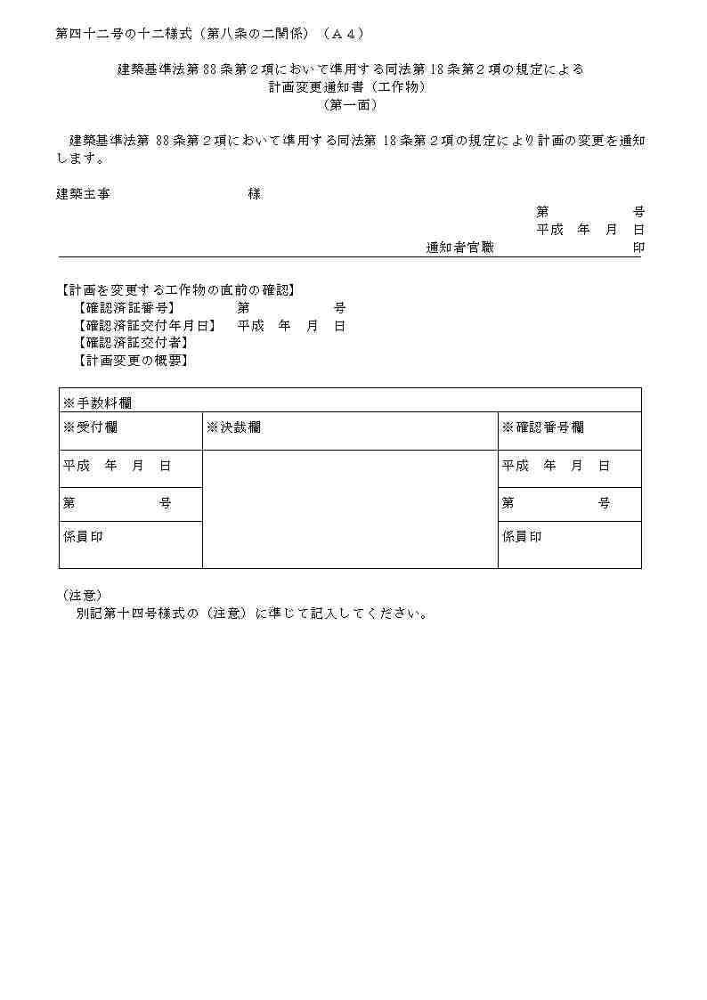 第四十二号の十二様式（第八条の二関係）（Ａ４）
建築基準法第88条第２項において準用する同法第18条第２項の規定による
計画変更通知書（工作物）
（第一面）
建築基準法第 88条第２項において準用する同法第 18条第２項の規定により計画の変更を通知
します。
建築主事　　　　　　　　　　様
第　　　　　　号
平成　年　月　日
通知者官職　　　　　　　　　　印
【計画を変更する工作物の直前の確認】
【確認済証番号】　　　　第　　　　　　号
【確認済証交付年月日】　平成　年　月　日
【確認済証交付者】
【計画変更の概要】
※手数料欄
※受付欄　※決裁欄　※確認番号欄
平成　年　月　日　平成　年　月　日
第　　　　　　号　第　　　　　　号
係員印　係員印
（注意）
別記第十四号様式の（注意）に準じて記入してください。